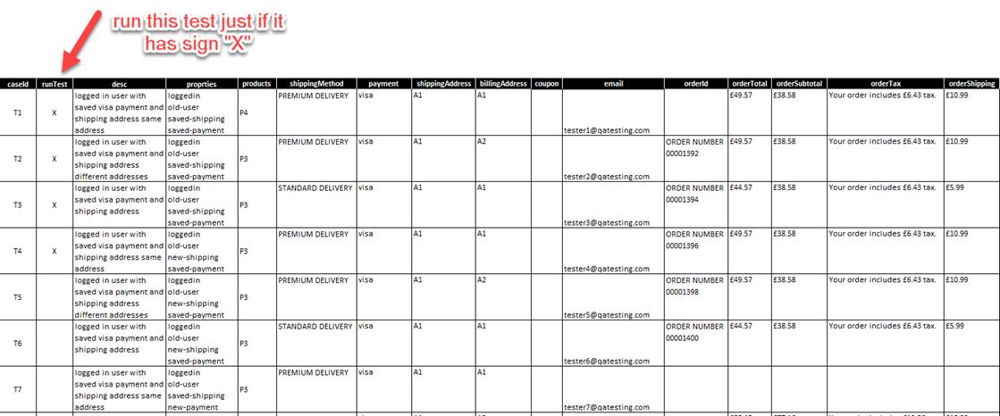 run this test just if it
has sign "X"
caseId runTest desc proprties products shippingMethod payment shippingAddress billingAddress coupon email orderId orderTotal orderSubtotal orderTax orderShipping
T1 X logged in user with saved visa payment and shipping address same address loggedin old-user saved-shipping saved-payment P4 PREMIUM DELIVERY visa A1 A1 tester1@qatesting.com £49.57 £38.58 Your order includes £6.43 tax. £10.99
T2 X logged in user with saved visa payment and shipping address different addresses loggedin old-user saved-shipping saved-payment P3 PREMIUM DELIVERY visa A1 A2 tester2@qatesting.com ORDER NUMBER 00001392 £49.57 £38.58 Your order includes £6.43 tax. £10.99
T3 X logged in user with saved visa payment and shipping address loggedin old-user saved-shipping saved-payment P3 STANDARD DELIVERY visa A1 A1 tester3@qatesting.com ORDER NUMBER 00001394 £44.57 £38.58 Your order includes £6.43 tax. £5.99
T4 X logged in user with saved visa payment and shipping address same address loggedin old-user new-shipping saved-payment P3 PREMIUM DELIVERY visa A1 A1 tester4@qatesting.com ORDER NUMBER 00001396 £49.57 £38.58 Your order includes £6.43 tax. £10.99
T5 logged in user with saved visa payment and shipping address different addresses loggedin old-user new-shipping saved-payment P3 PREMIUM DELIVERY visa A1 A2 tester5@qatesting.com ORDER NUMBER 00001398 £49.57 £38.58 Your order includes £6.43 tax. £10.99
T6 logged in user with saved visa payment and shipping address loggedin old-user new-shipping saved-payment P3 STANDARD DELIVERY visa A1 A1 tester6@qatesting.com ORDER NUMBER 00001400 £44.57 £38.58 Your order includes £6.43 tax. £5.99
T7 logged in user with saved visa payment and shipping address same address loggedin old-user saved-shipping new-payment P3 PREMIUM DELIVERY visa A1 A1 tester7@qatesting.com